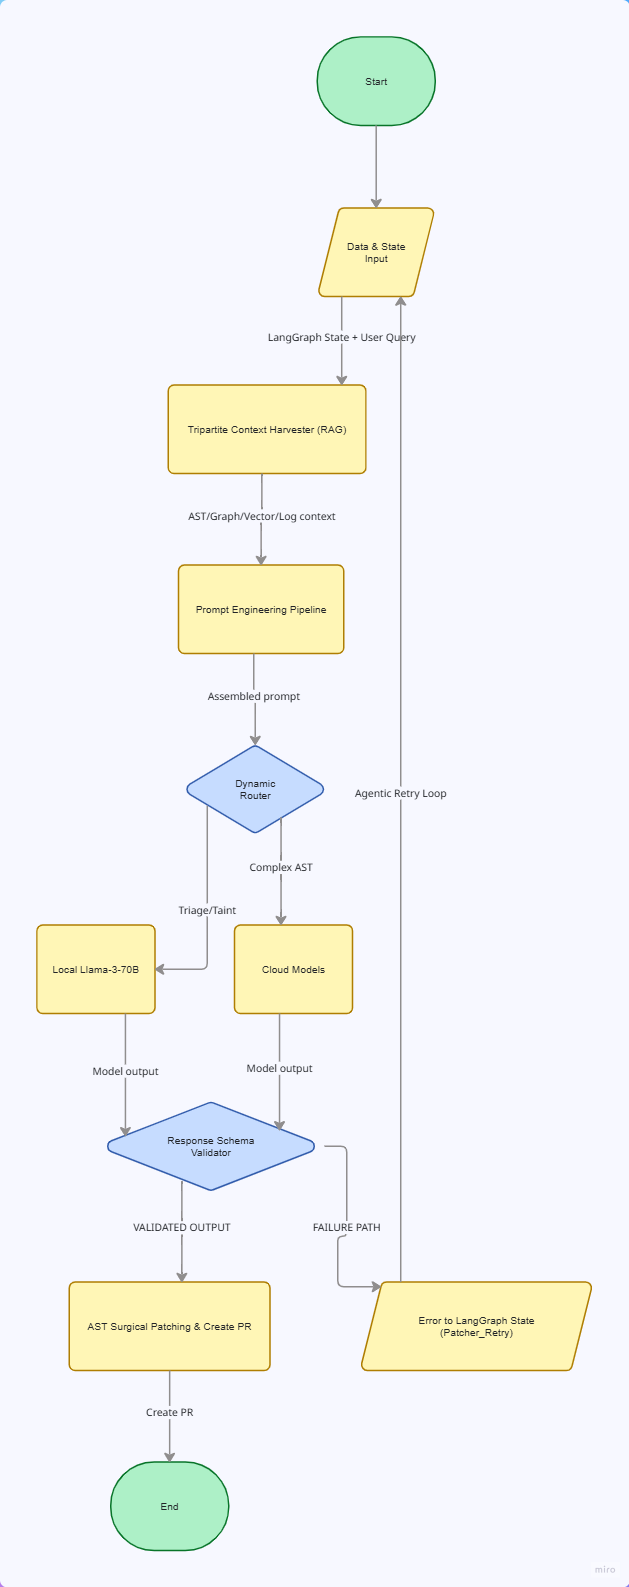 Start
Data & State
Input
LangGraph State + User Query
Tripartite Context Harvester (RAG)
AST/Graph/Vector/Log context
Prompt Engineering Pipeline
Assembled prompt
Dynamic
Router
Agentic Retry Loop
Complex AST
Triage/Taint
Local Llama-3-70B
Cloud Models
Model output
Model output
Response Schema
Validator
VALIDATED OUTPUT
FAILURE PATH
AST Surgical Patching & Create PR
Error to LangGraph State
(Patcher_Retry)
Create PR
End
miro